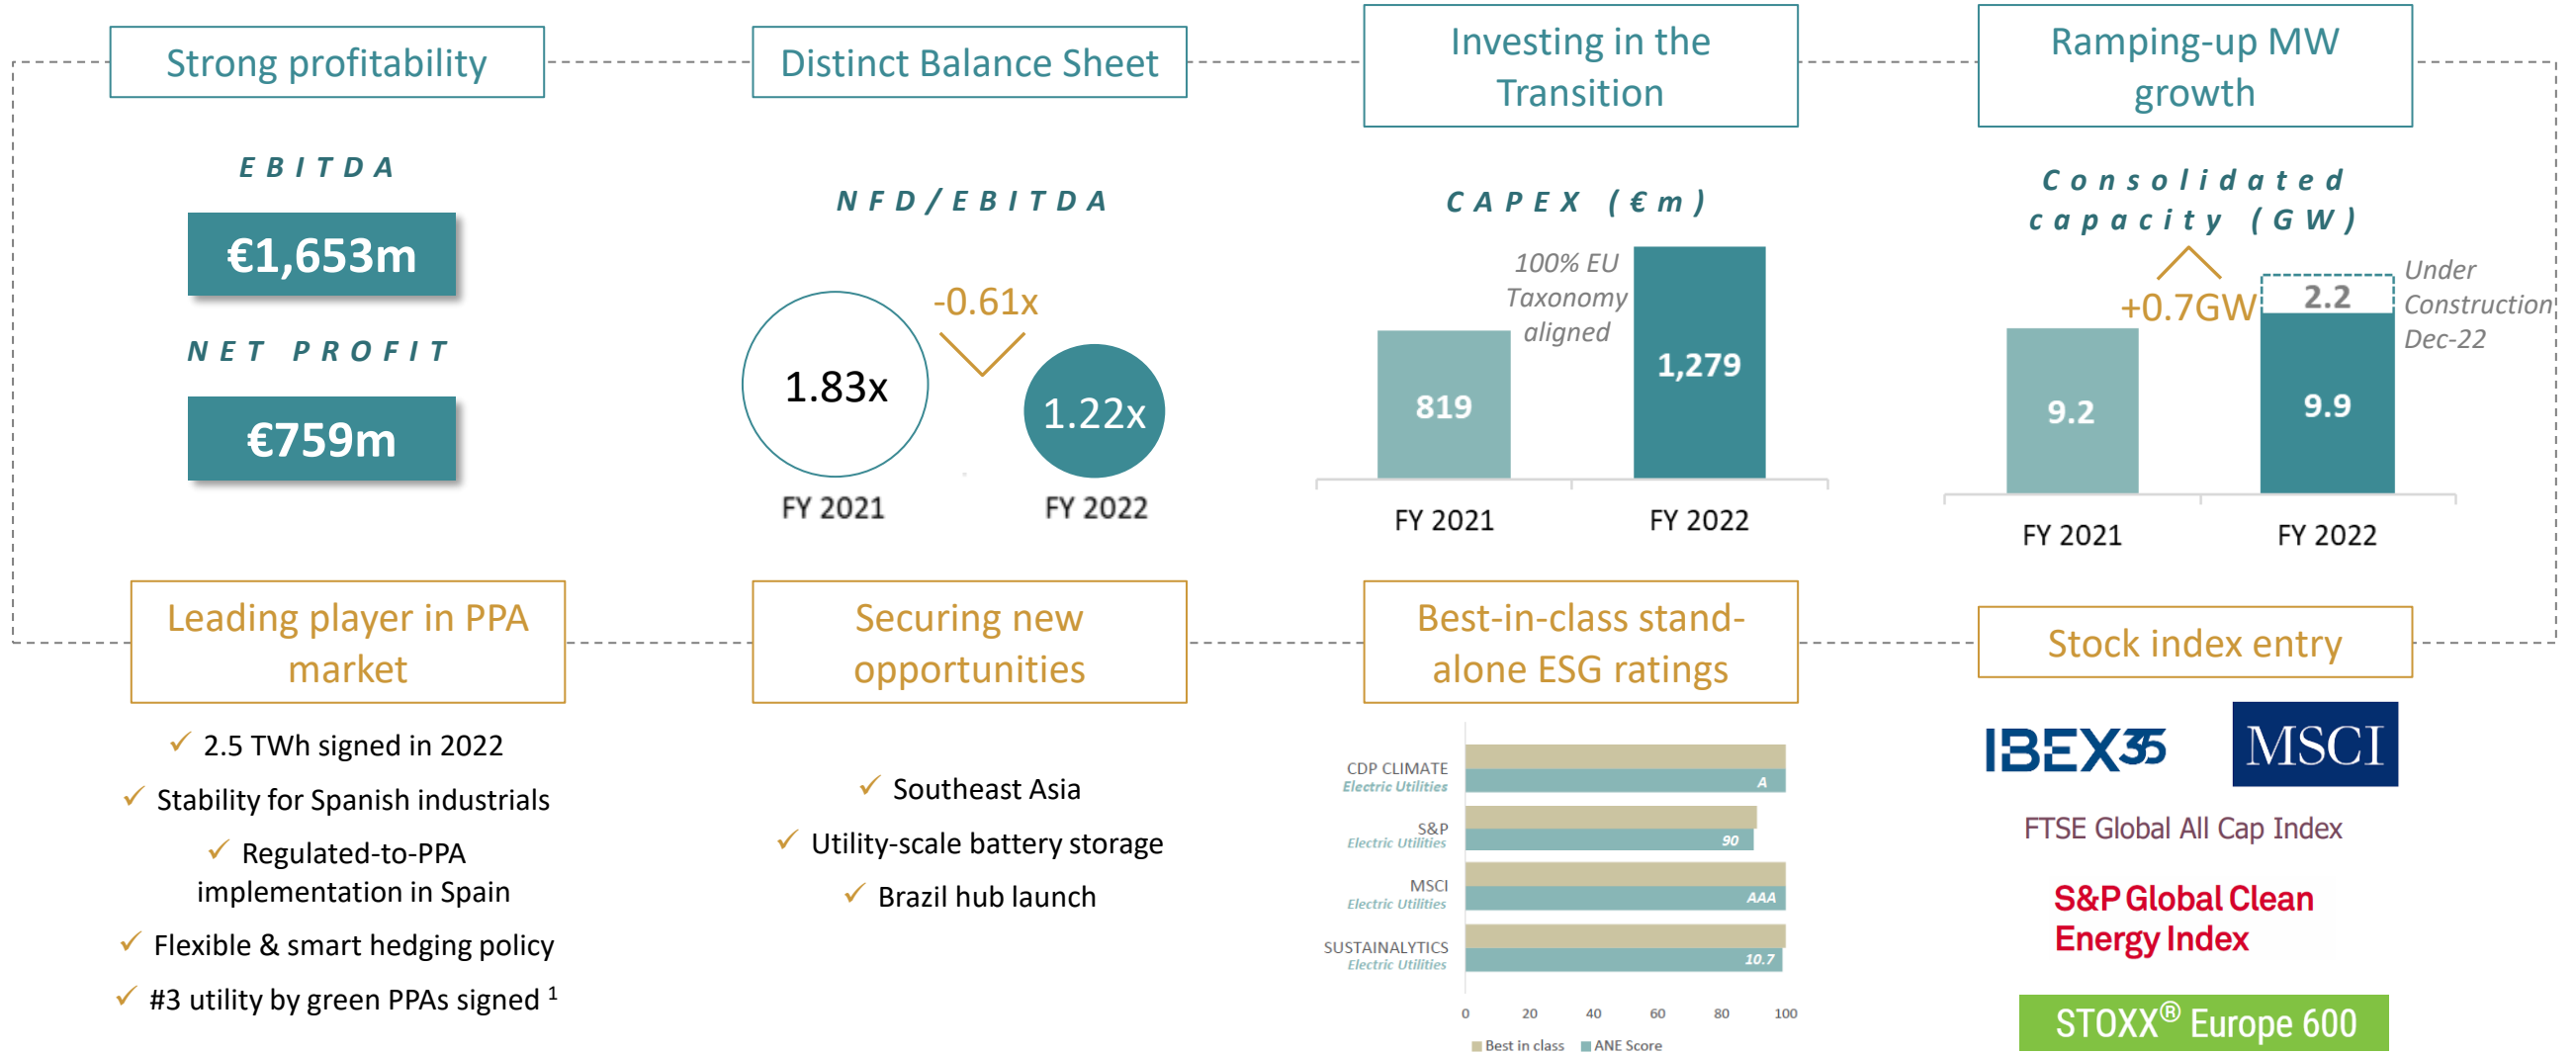 Strong profitability
EBITDA
€1,653m
NET PROFIT
€759m
Distinct Balance Sheet
NFD/EBITDA
-0.61x
1.83x
1.22x
FY 2021
FY 2022
Investing in the
Transition
CAPEX (€m)
100% EU
Taxonomy
aligned
819
1,279
FY 2021
FY 2022
Ramping-up MW
growth
Consolidated
capacity (GW)
+0.7GW
2.2
Under
Construction
Dec-22
9.2
9.9
FY 2021
FY 2022
Leading player in PPA
market
✓ 2.5 TWh signed in 2022
✓ Stability for Spanish industrials
✓ Regulated-to-PPA
implementation in Spain
✓ Flexible & smart hedging policy
✓ #3 utility by green PPAs signed 1
Securing new
opportunities
✓ Southeast Asia
✓ Utility-scale battery storage
✓ Brazil hub launch
Best-in-class stand-
alone ESG ratings
CDP CLIMATE
Electric Utilities
A
S&P
Electric Utilities
90
MSCI
Electric Utilities
AAA
SUSTAINALYTICS
Electric Utilities
10.7
0 20 40 60 80 100
Best in class ANE Score
Stock index entry
IBEX35
MSCI
FTSE Global All Cap Index
S&P Global Clean
Energy Index
STOXX® Europe 600